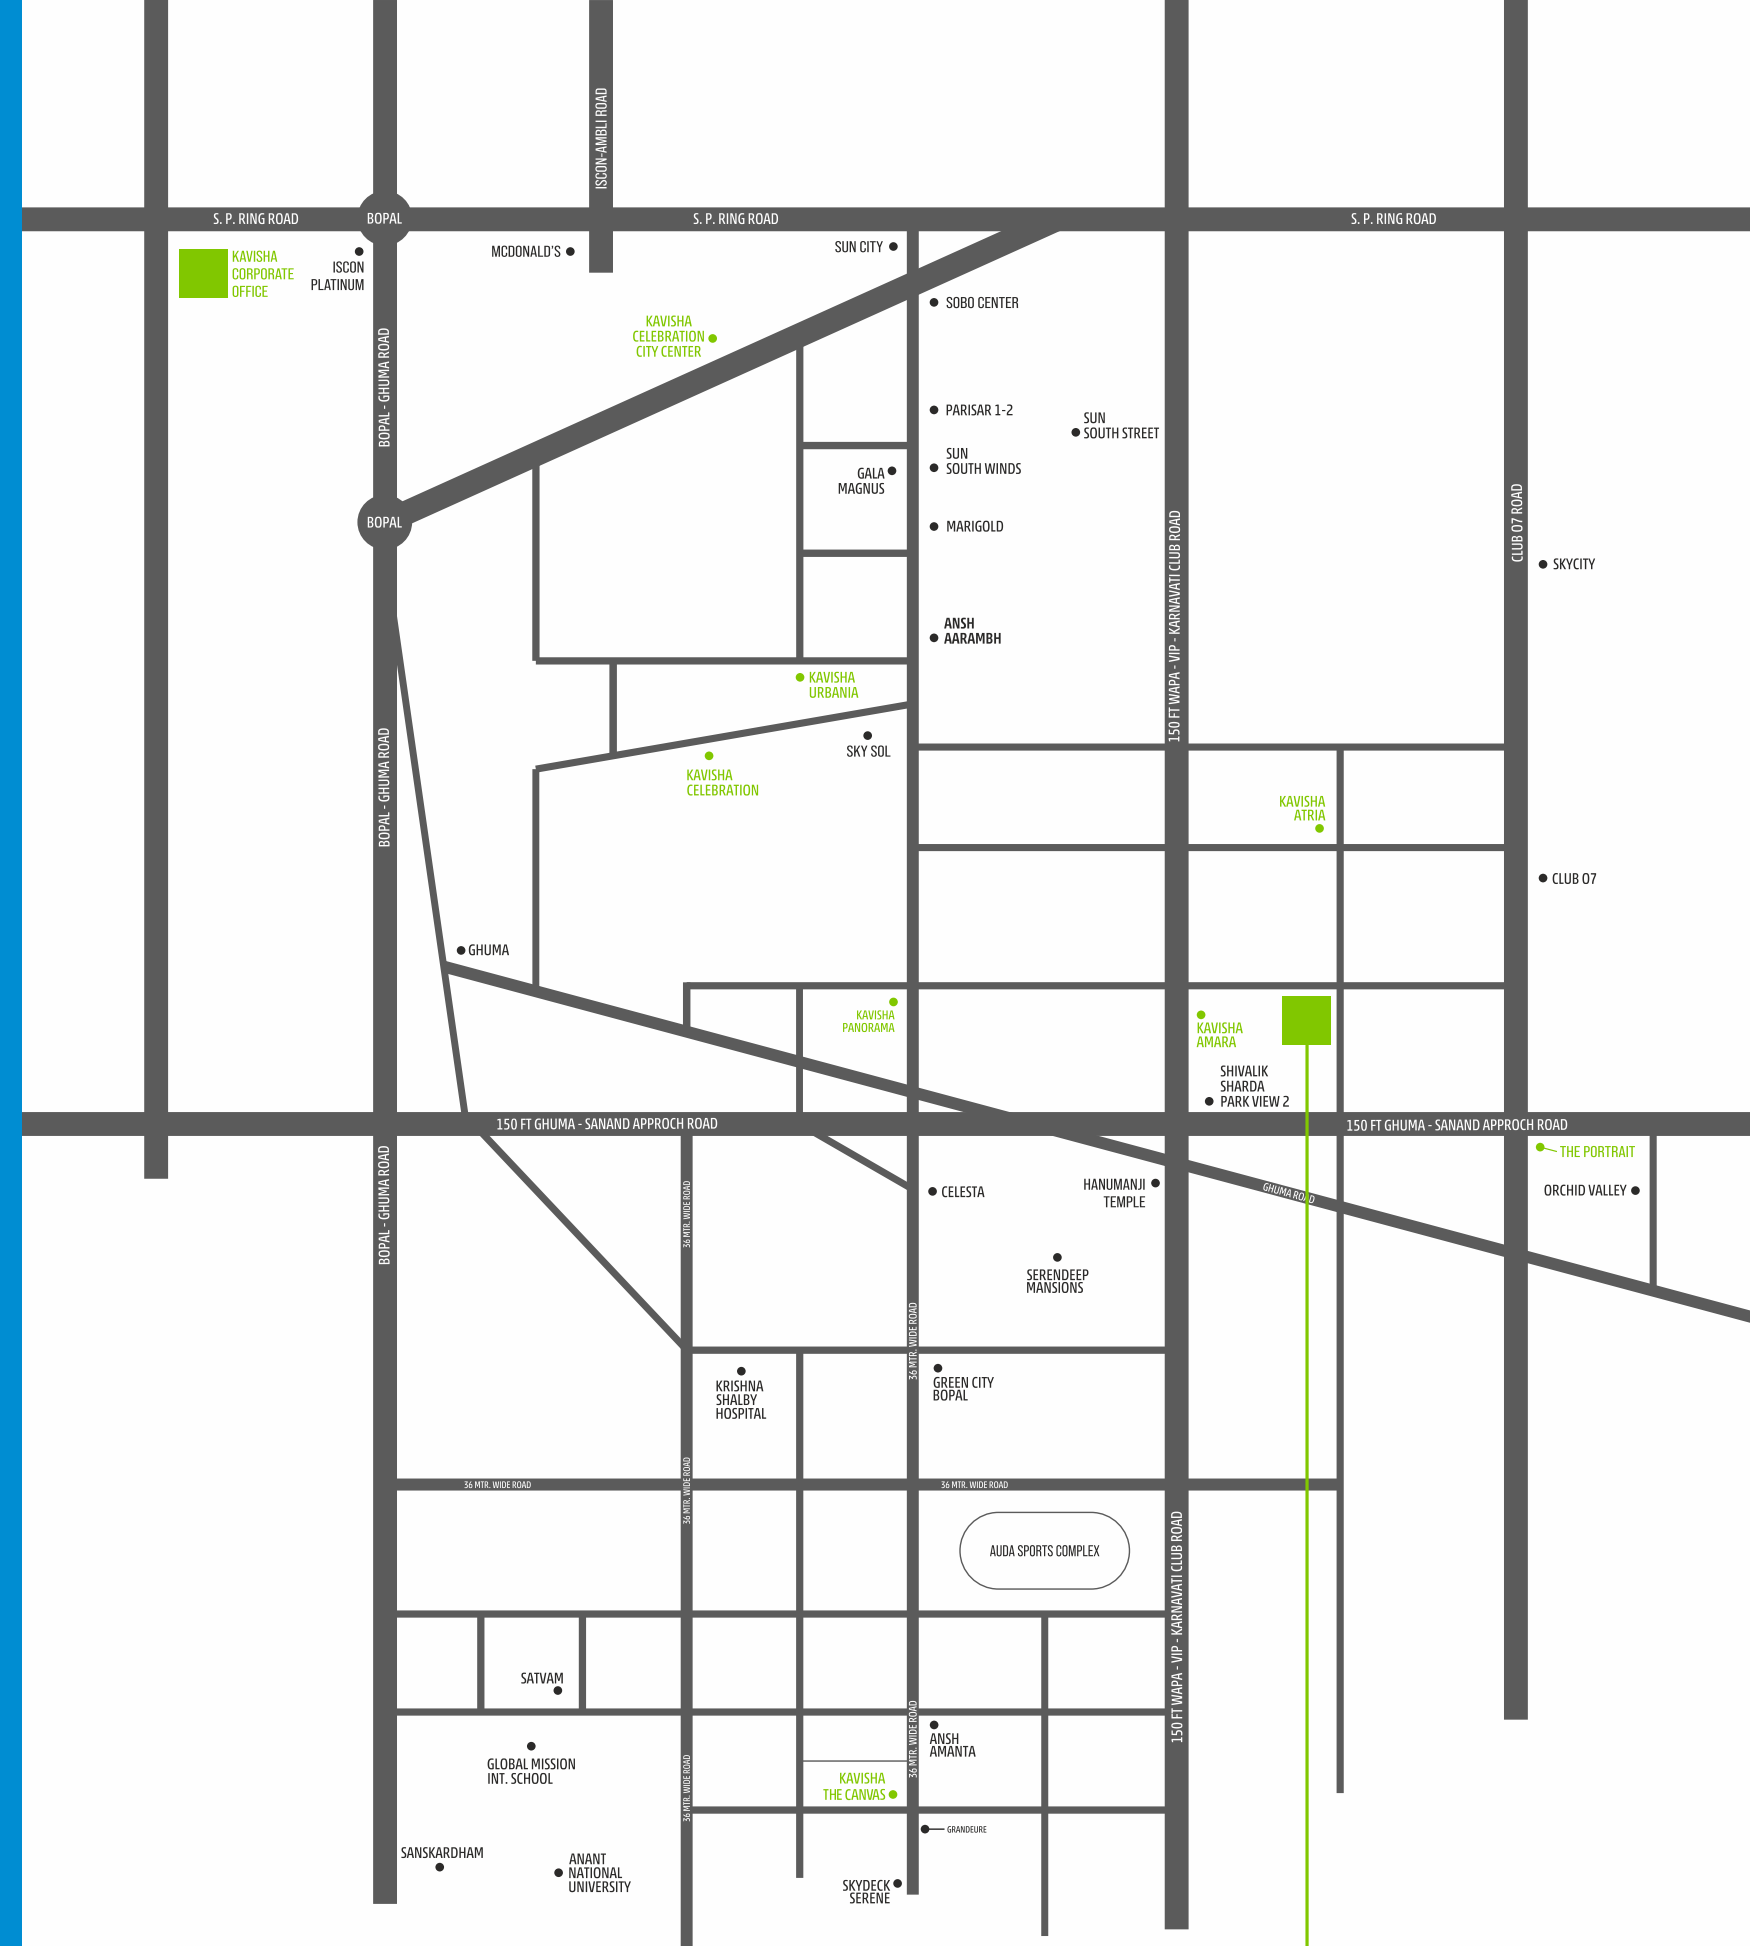 ISCON-AMBLI ROAD
S. P. RING ROAD
BOPAL
S. P. RING ROAD
S. P. RING ROAD
KAVISHA
CORPORATE
OFFICE
ISCON
PLATINUM
MCDONALD'S
SUN CITY
SOBO CENTER
KAVISHA
CELEBRATION
CITY CENTER
BOPAL - GHUMA ROAD
PARISAR 1-2
SUN
SOUTH STREET
SUN
SOUTH WINDS
GALA
MAGNUS
BOPAL
MARIGOLD
150 FT WAPA - VIP - KARNAVATI CLUB ROAD
CLUB O7 ROAD
SKYCITY
ANSH
AARAMBH
KAVISHA
URBANIA
SKY SOL
KAVISHA
CELEBRATION
BOPAL - GHUMA ROAD
KAVISHA
ATRIA
CLUB O7
GHUMA
KAVISHA
PANORAMA
KAVISHA
AMARA
SHIVALIK
SHARDA
PARK VIEW 2
150 FT GHUMA - SANAND APPROCH ROAD
150 FT GHUMA - SANAND APPROCH ROAD
THE PORTRAIT
ORCHID VALLEY
BOPAL - GHUMA ROAD
36 MTR. WIDE ROAD
CELESTA
HANUMANJI
TEMPLE
GHUMA ROAD
SERENDEEP
MANSIONS
36 MTR. WIDE ROAD
KRISHNA
SHALBY
HOSPITAL
GREEN CITY
BOPAL
36 MTR. WIDE ROAD
36 MTR. WIDE ROAD
36 MTR. WIDE ROAD
AUDA SPORTS COMPLEX
150 FT WAPA - VIP - KARNAVATI CLUB ROAD
SATVAM
GLOBAL MISSION
INT. SCHOOL
36 MTR. WIDE ROAD
36 MTR. WIDE ROAD
ANSH
AMANTA
KAVISHA
THE CANVAS
GRANDEURE
SANSKARDHAM
ANANT
NATIONAL
UNIVERSITY
SKYDECK
SERENE